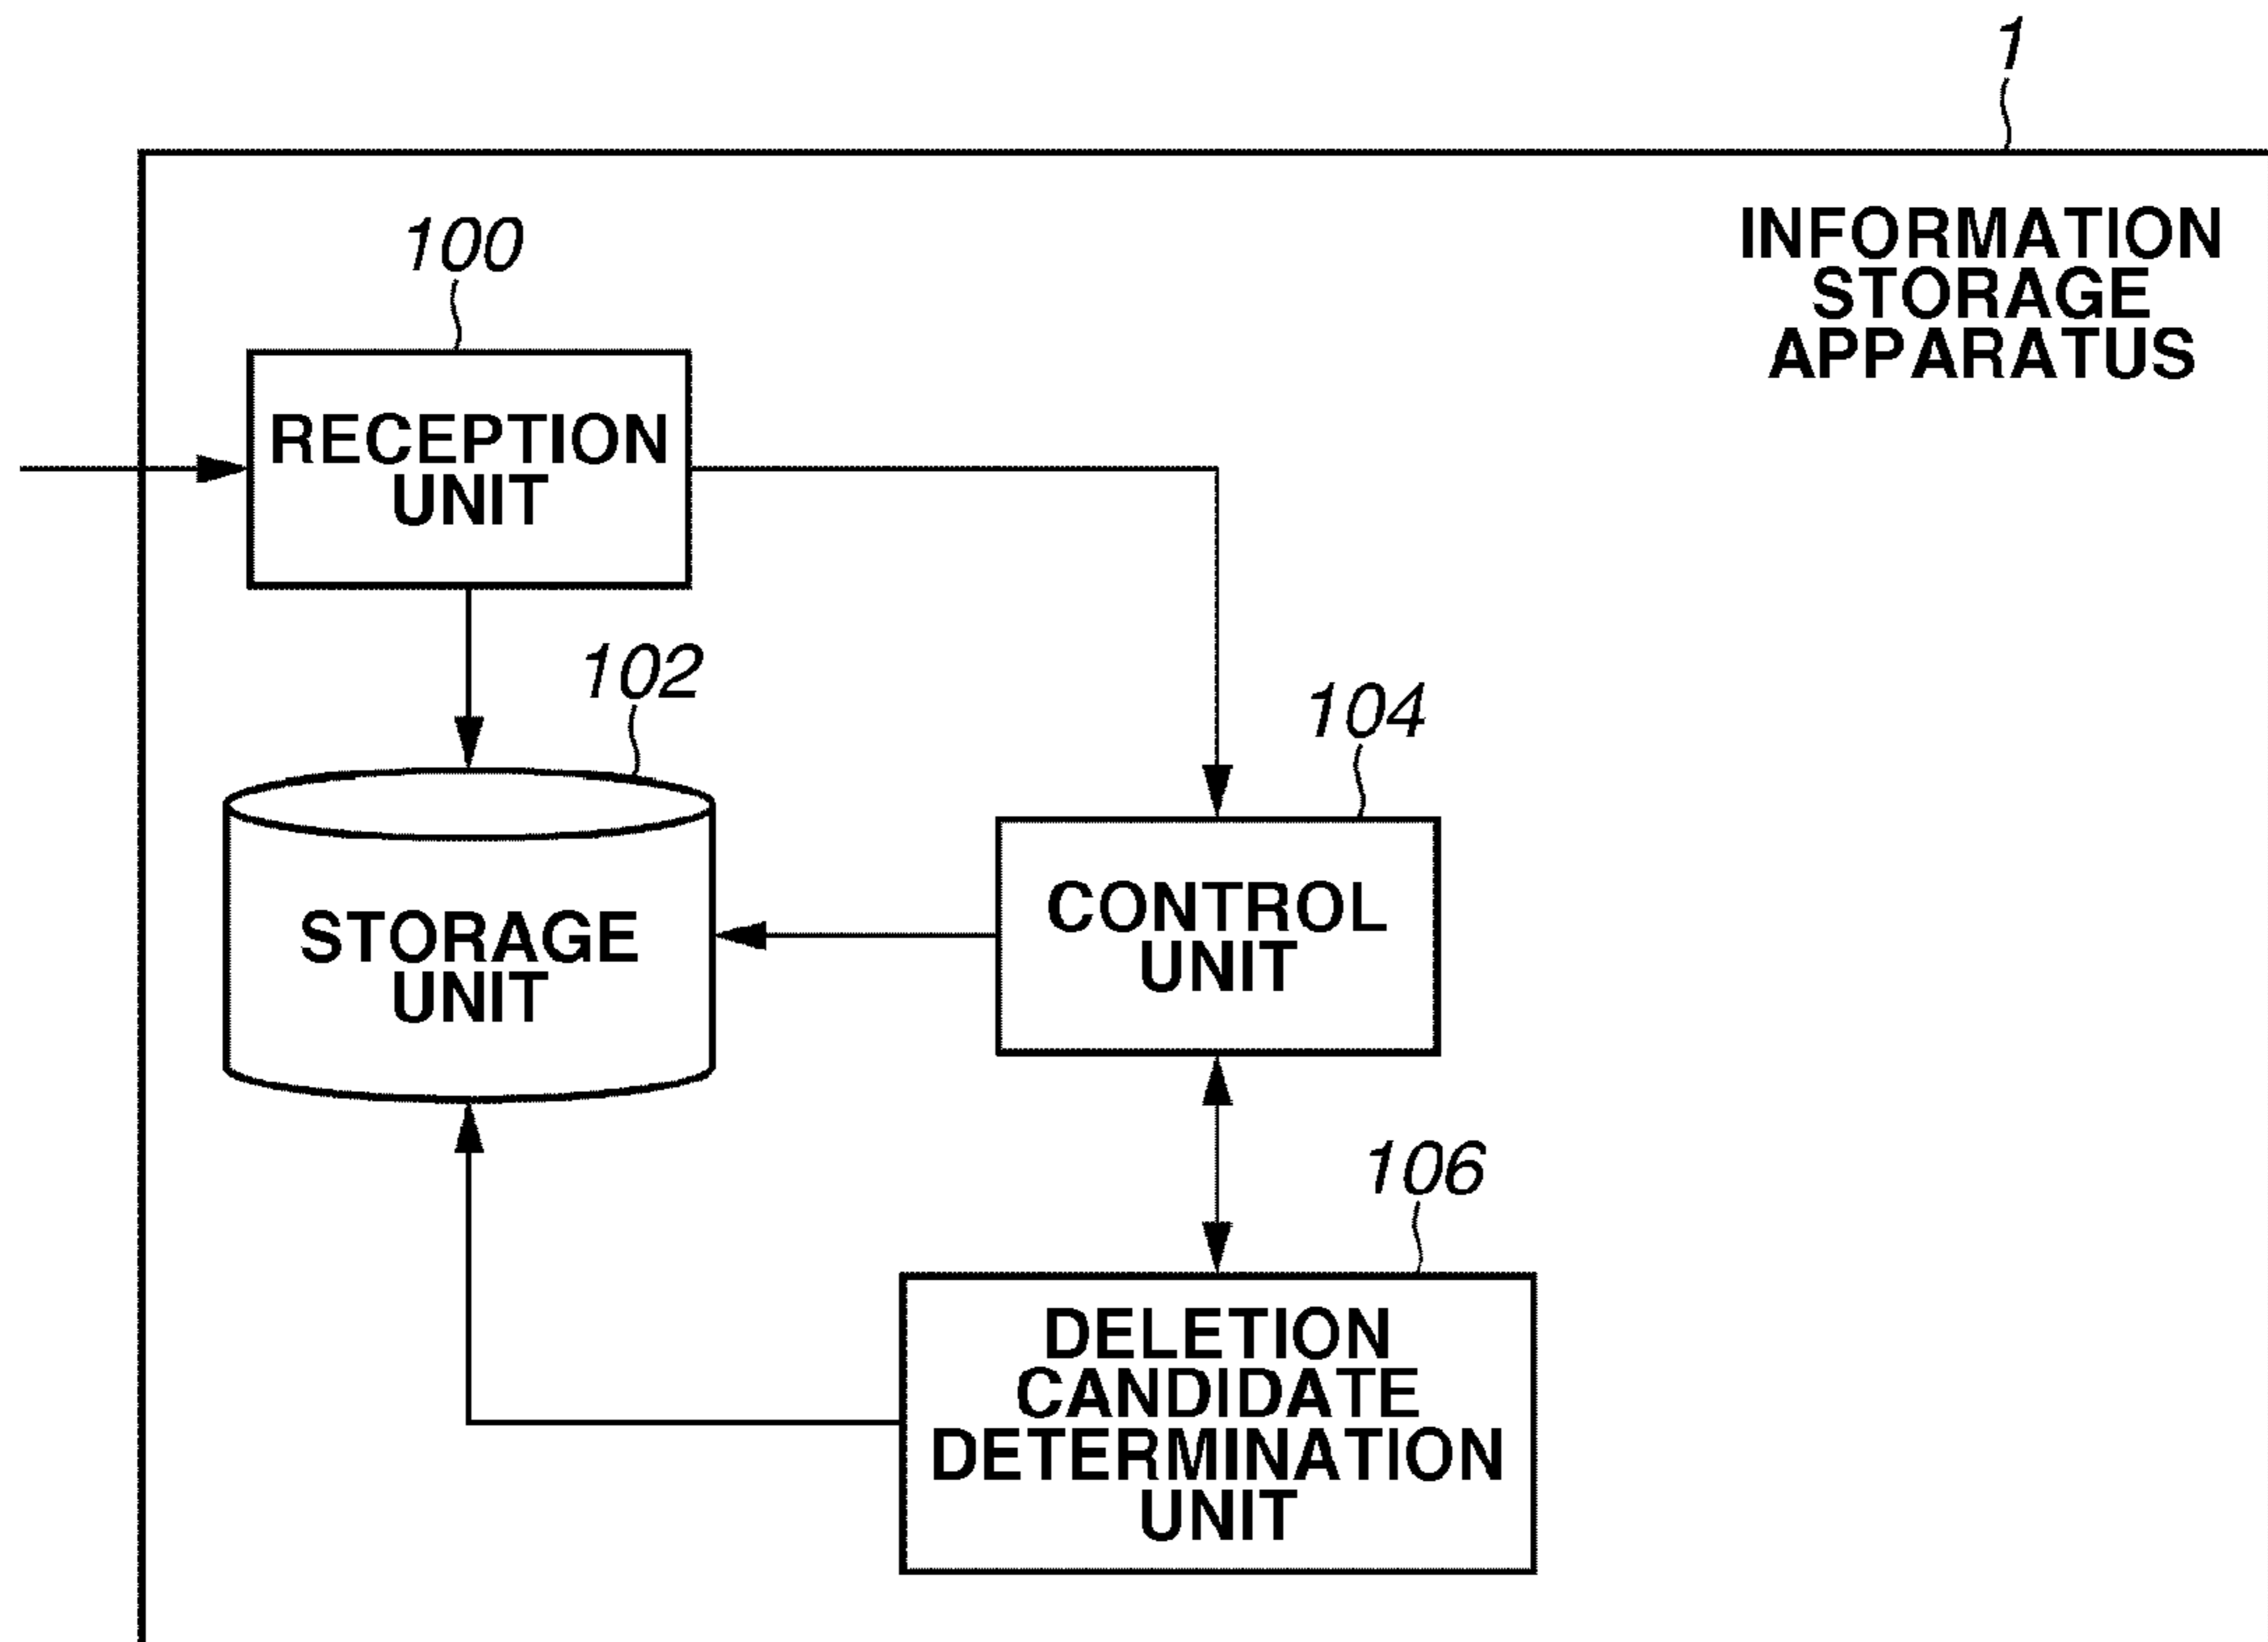 1
INFORMATION
STORAGE
APPARATUS
100
RECEPTION
UNIT
102
STORAGE
UNIT
104
CONTROL
UNIT
106
DELETION
CANDIDATE
DETERMINATION
UNIT